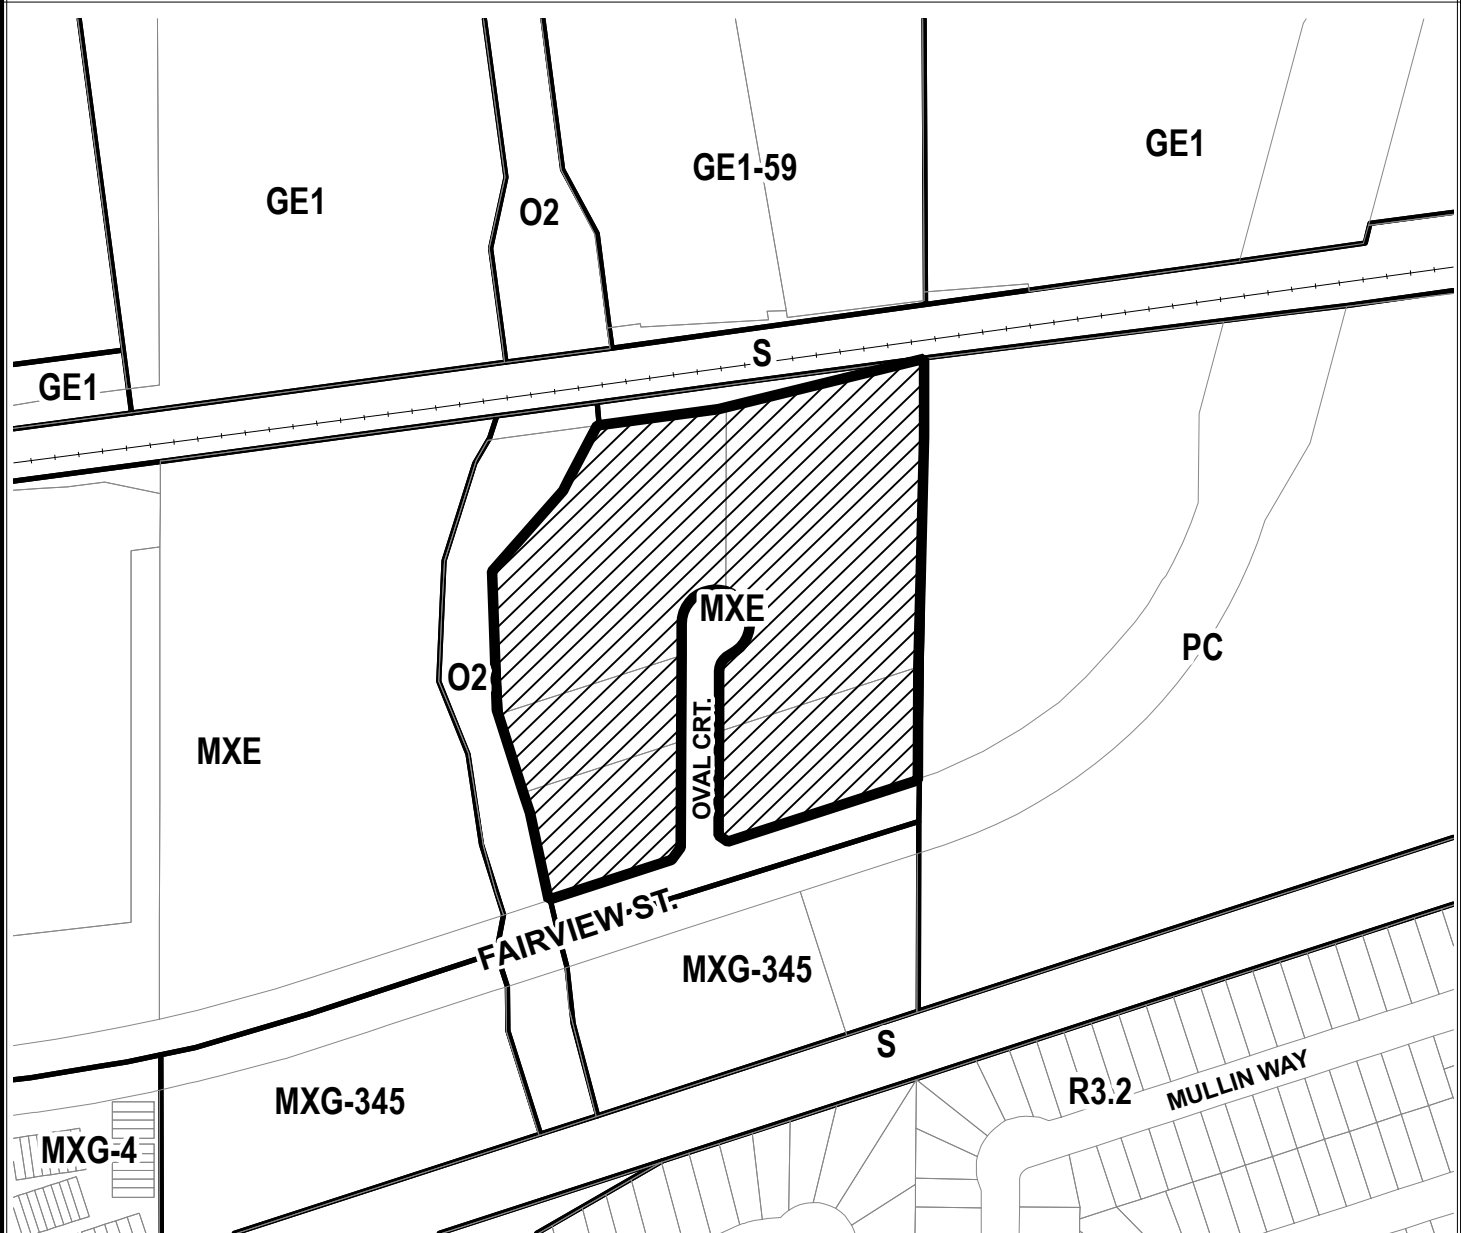 GE1
GE1-59
GE1
O2
S
GE1
MXE
O2
PC
OVAL CRT.
MXE
FAIRVIEW ST.
MXG-345
S
R3.2
MULLIN WAY
MXG-345
MXG-4